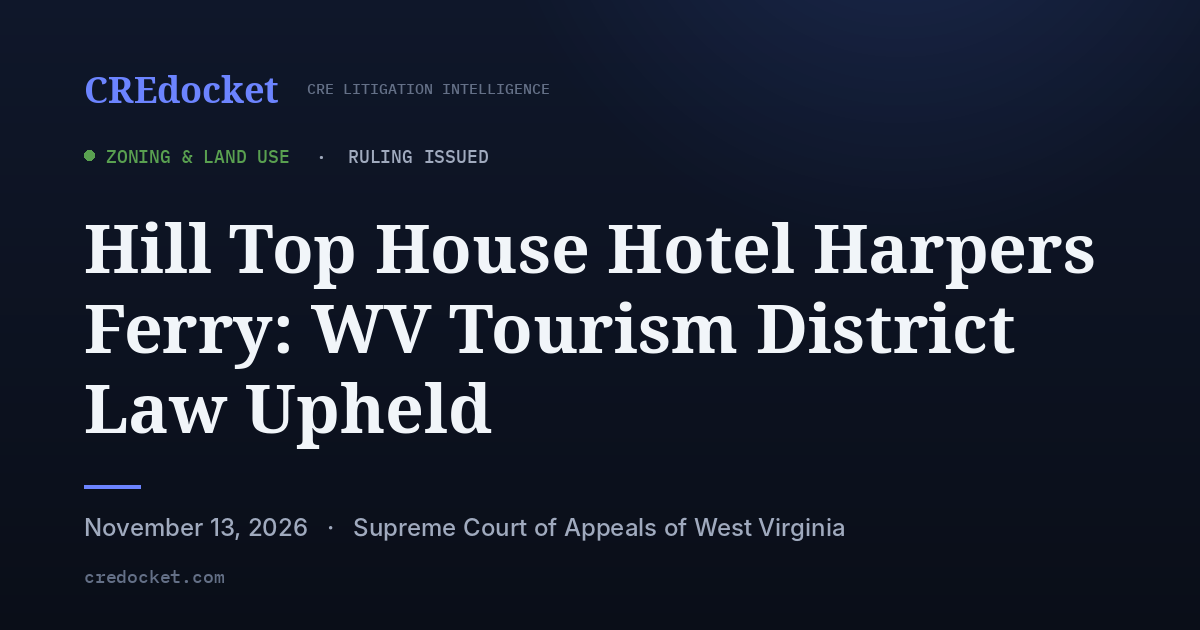 CREdocket CRE LITIGATION INTELLIGENCE
ZONING & LAND USE · RULING ISSUED
Hill Top House Hotel Harpers
Ferry: WV Tourism District
Law Upheld
November 13, 2026 · Supreme Court of Appeals of West Virginia
credocket.com